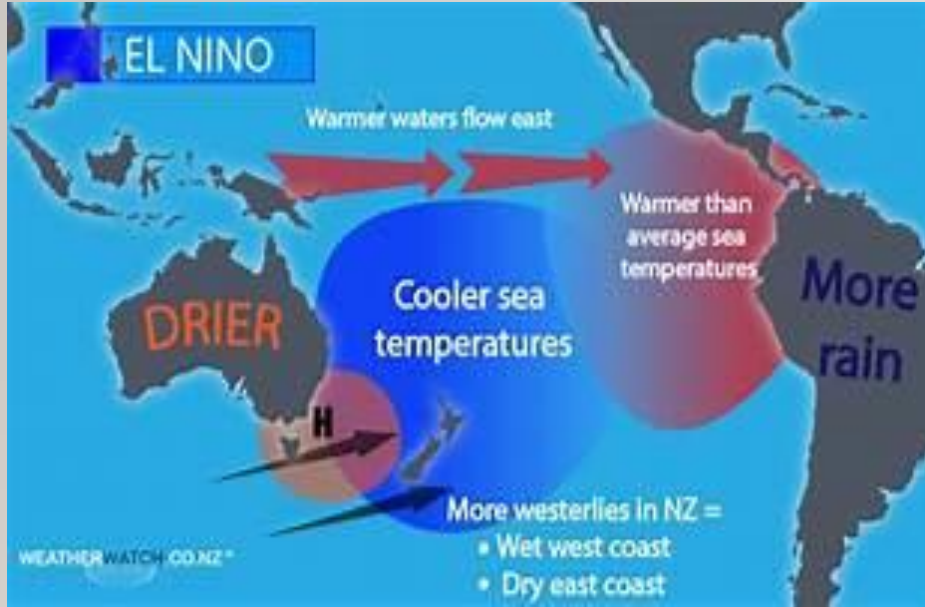 EL NINO
Warmer waters flow east
Warmer than
average sea
temperatures
Cooler sea
temperatures
DRIER
More
rain
H
More westerlies in NZ =
• Wet west coast
• Dry east coast
WEATHERWATCH.CO.NZ